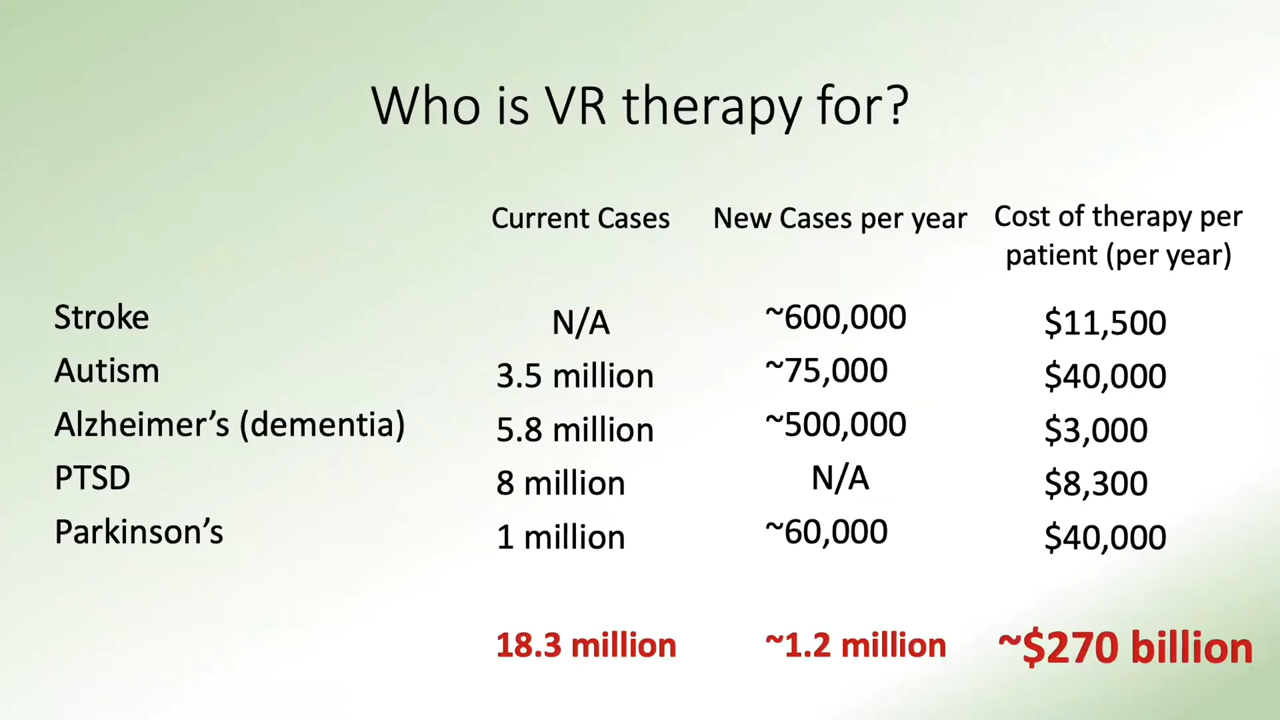 Who is VR therapy for?
Current Cases New Cases per year Cost of therapy per
patient (per year)
Stroke N/A ~600,000 $11,500
Autism 3.5 million ~75,000 $40,000
Alzheimer’s (dementia) 5.8 million ~500,000 $3,000
PTSD 8 million N/A $8,300
Parkinson’s 1 million ~60,000 $40,000
18.3 million ~1.2 million ~$270 billion